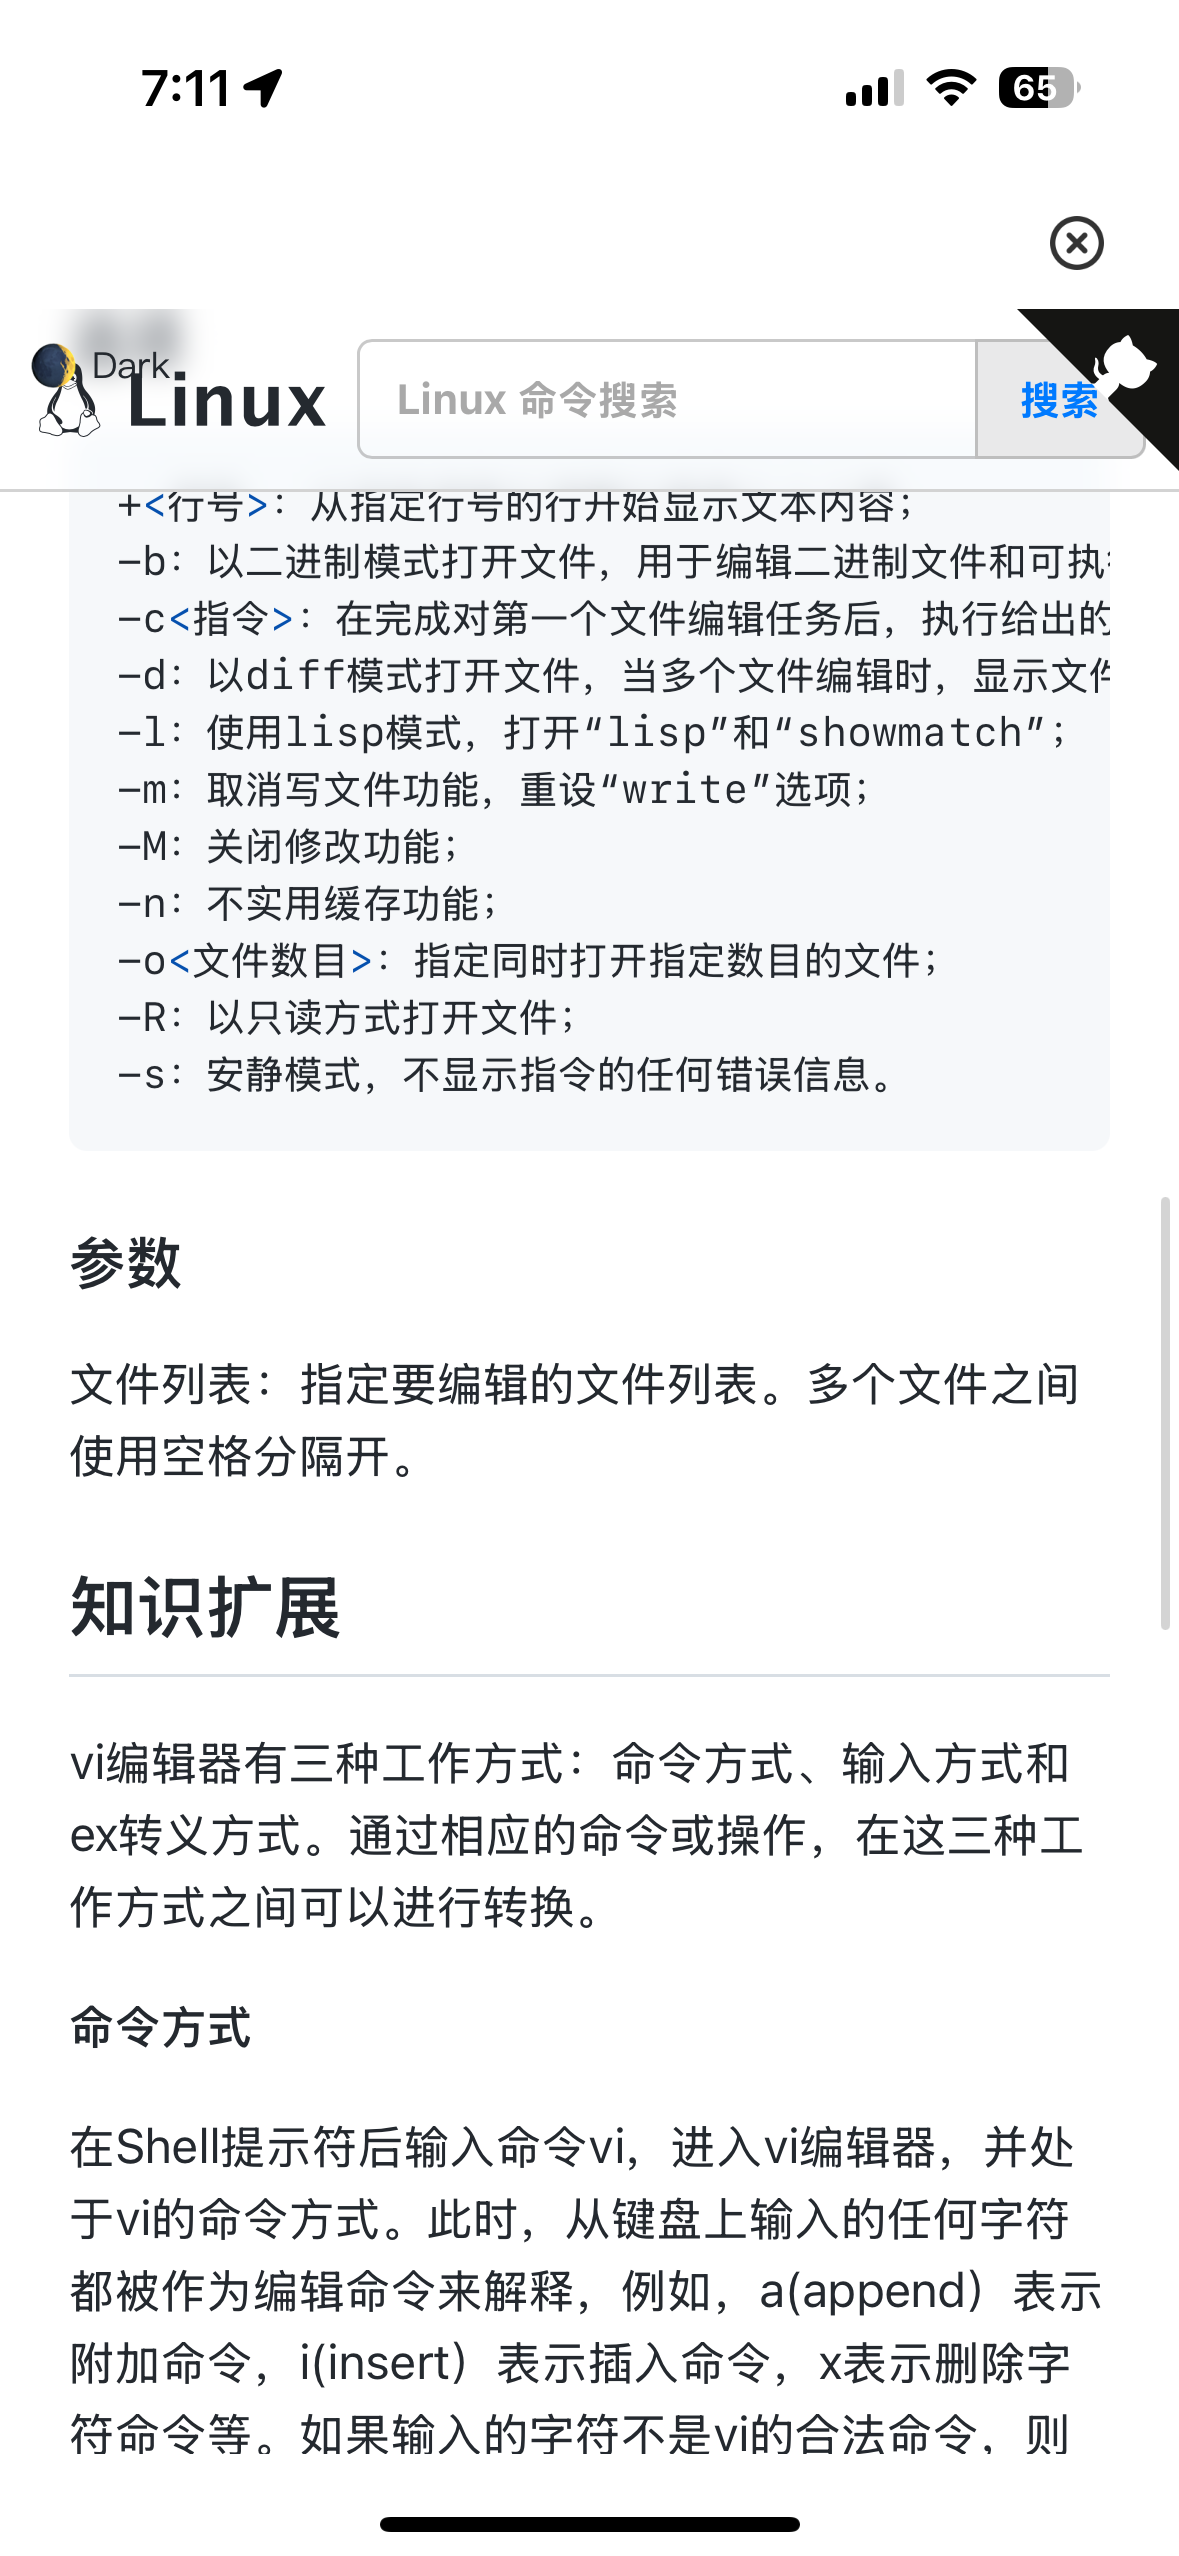 7:11
65
Dark
Linux
Linux 命令搜索
搜索
+<行号>：从指定行号的行开始显示文本内容；
-b：以二进制模式打开文件，用于编辑二进制文件和可执
-c<指令>：在完成对第一个文件编辑任务后，执行给出的
-d：以diff模式打开文件，当多个文件编辑时，显示文件
-l：使用lisp模式，打开“lisp”和“showmatch”；
-m：取消写文件功能，重设“write”选项；
-M：关闭修改功能；
-n：不实用缓存功能；
-o<文件数目>：指定同时打开指定数目的文件；
-R：以只读方式打开文件；
-s：安静模式，不显示指令的任何错误信息。
参数
文件列表：指定要编辑的文件列表。多个文件之间
使用空格分隔开。
知识扩展
vi编辑器有三种工作方式：命令方式、输入方式和
ex转义方式。通过相应的命令或操作，在这三种工
作方式之间可以进行转换。
命令方式
在Shell提示符后输入命令vi，进入vi编辑器，并处
于vi的命令方式。此时，从键盘上输入的任何字符
都被作为编辑命令来解释，例如，a(append）表示
附加命令，i(insert）表示插入命令，x表示删除字
符命令等。如果输入的字符不是vi的合法命令，则